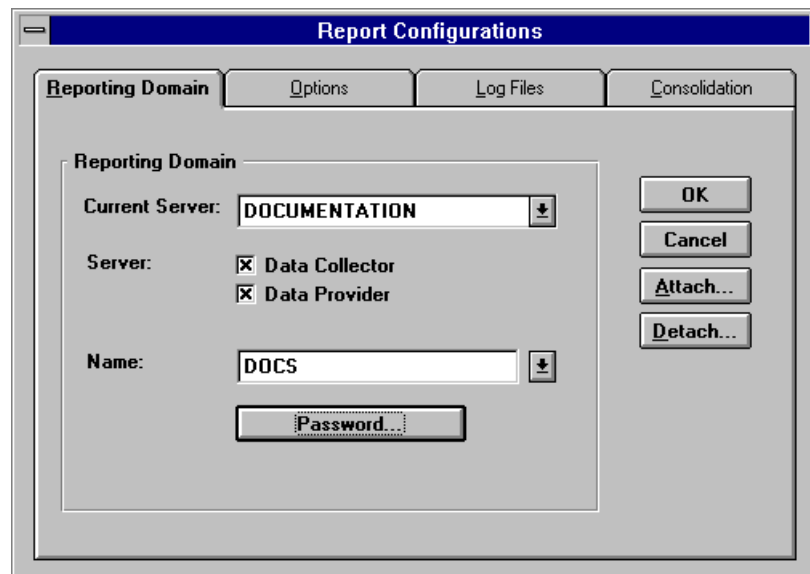 Report Configurations
Reporting Domain Options Log Files Consolidation
Reporting Domain
Current Server: DOCUMENTATION
Server: Data Collector
Data Provider
Name: DOCS
Password...
OK
Cancel
Attach...
Detach...